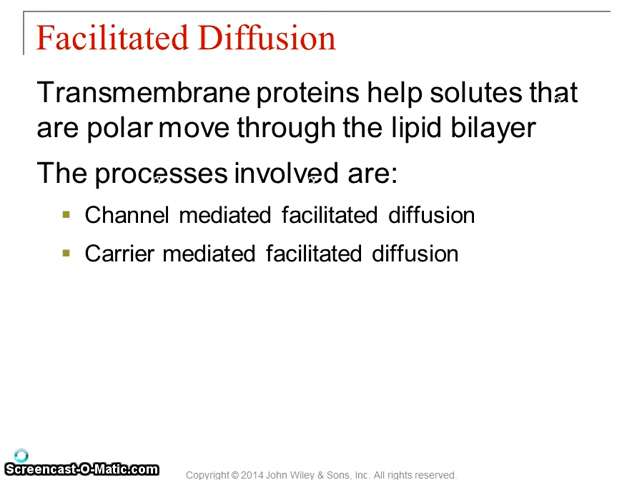 Facilitated Diffusion
Transmembrane proteins help solutes that
are polar move through the lipid bilayer
The processes involved are:
Channel mediated facilitated diffusion
Carrier mediated facilitated diffusion
Screencast-O-Matic.com
Copyright © 2014 John Wiley & Sons, Inc. All rights reserved.